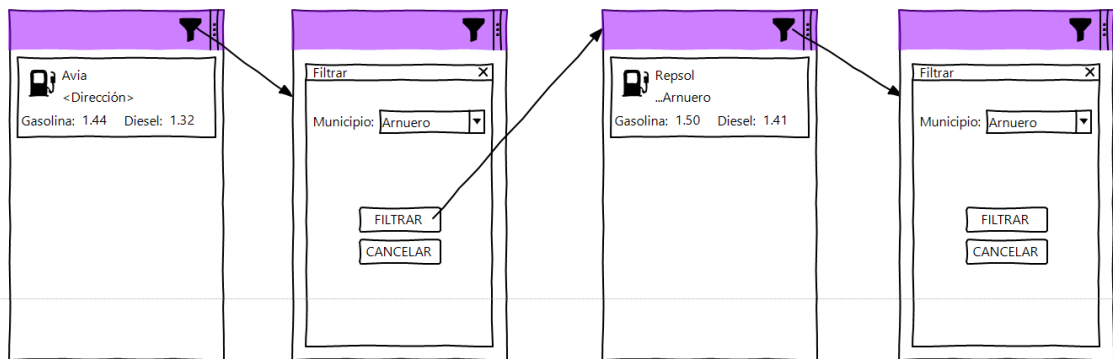 Avia
<Dirección>
Gasolina: 1.44 Diesel: 1.32
Filtrar
Municipio: Arnuero
FILTRAR
CANCELAR
Repsol
...Arnuero
Gasolina: 1.50 Diesel: 1.41
Filtrar
Municipio: Arnuero
FILTRAR
CANCELAR